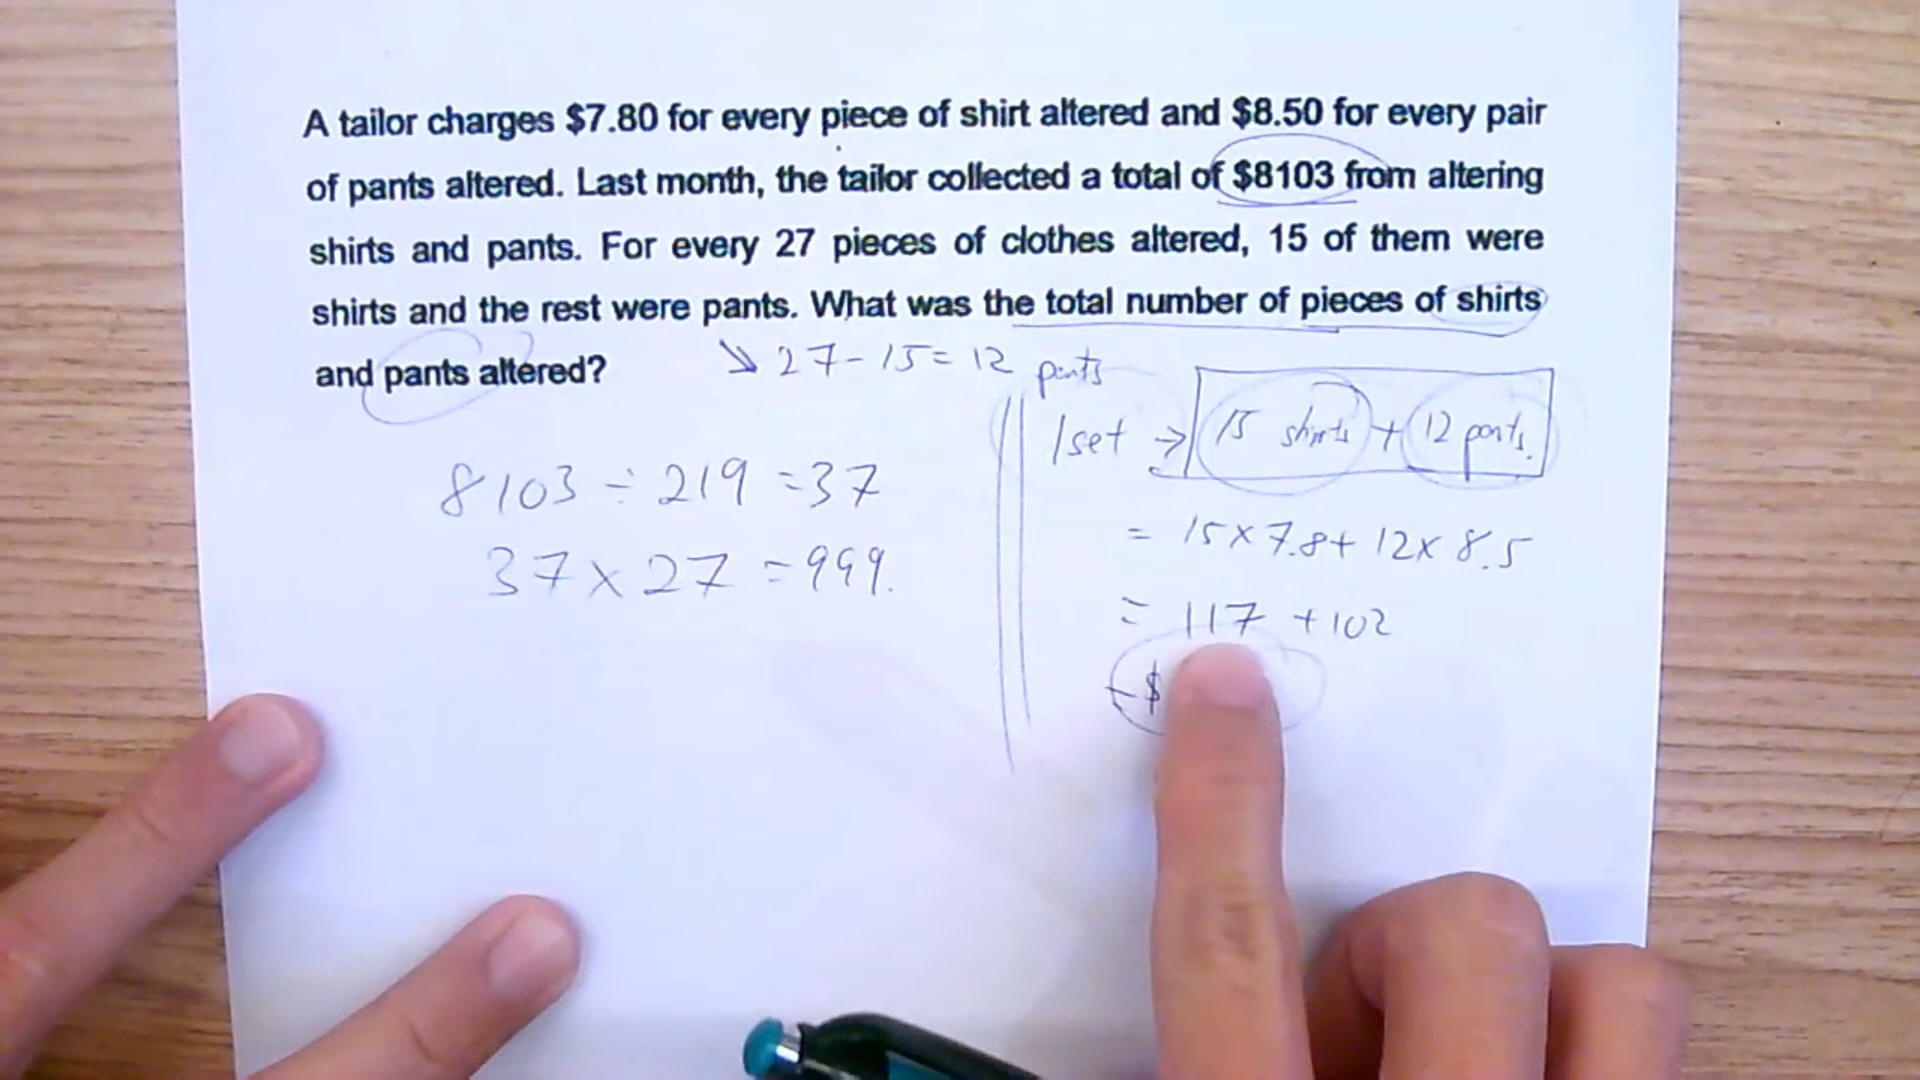 A tailor charges $7.80 for every piece of shirt altered and $8.50 for every pair
of pants altered. Last month, the tailor collected a total of $8103 from altering
shirts and pants. For every 27 pieces of clothes altered, 15 of them were
shirts and the rest were pants. What was the total number of pieces of shirts
and pants altered?
↘ 27 - 15 = 12 pants
8103 ÷ 219 = 37
37 × 27 = 999.
1 set → 15 shirts + 12 pants.
= 15 × 7.8 + 12 × 8.5
= 117 + 102
= $